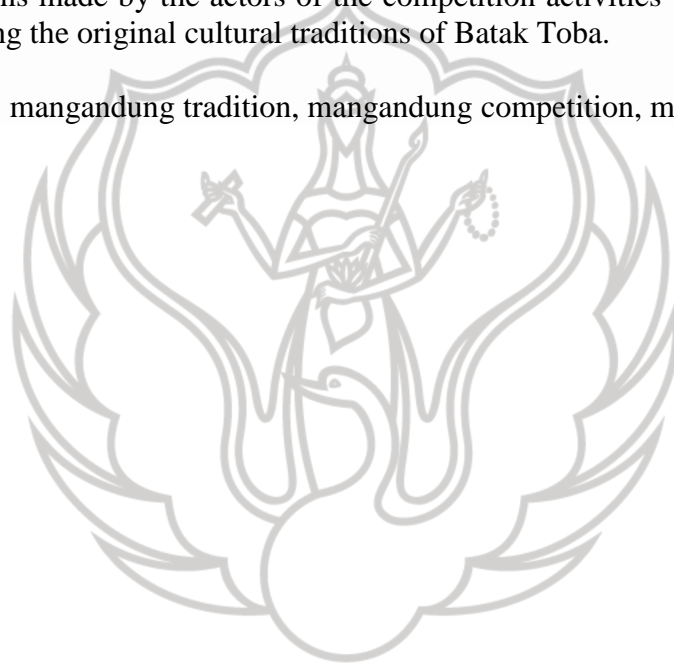 made by the actors of the competition activities
the original cultural traditions of Batak Toba.
mangandung tradition, mangandung competition,